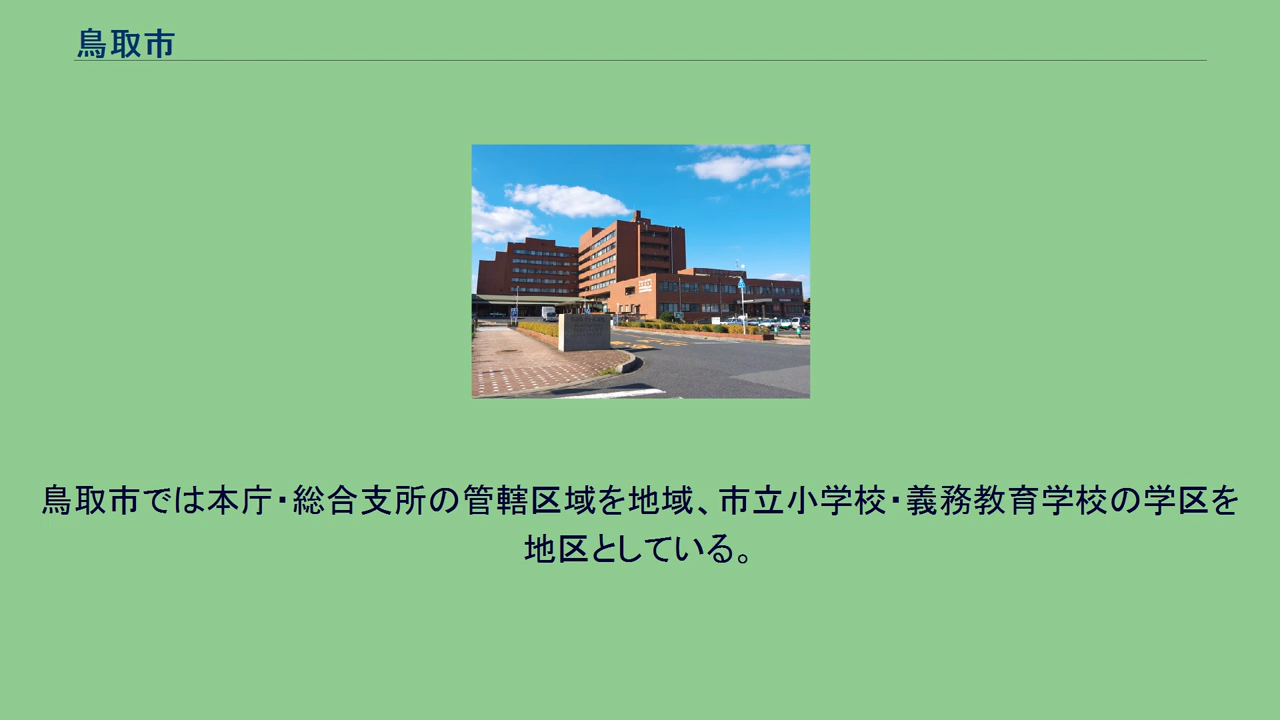 鳥取市
鳥取市では本庁・総合支所の管轄区域を地域、市立小学校・義務教育学校の学区を
地区としている。